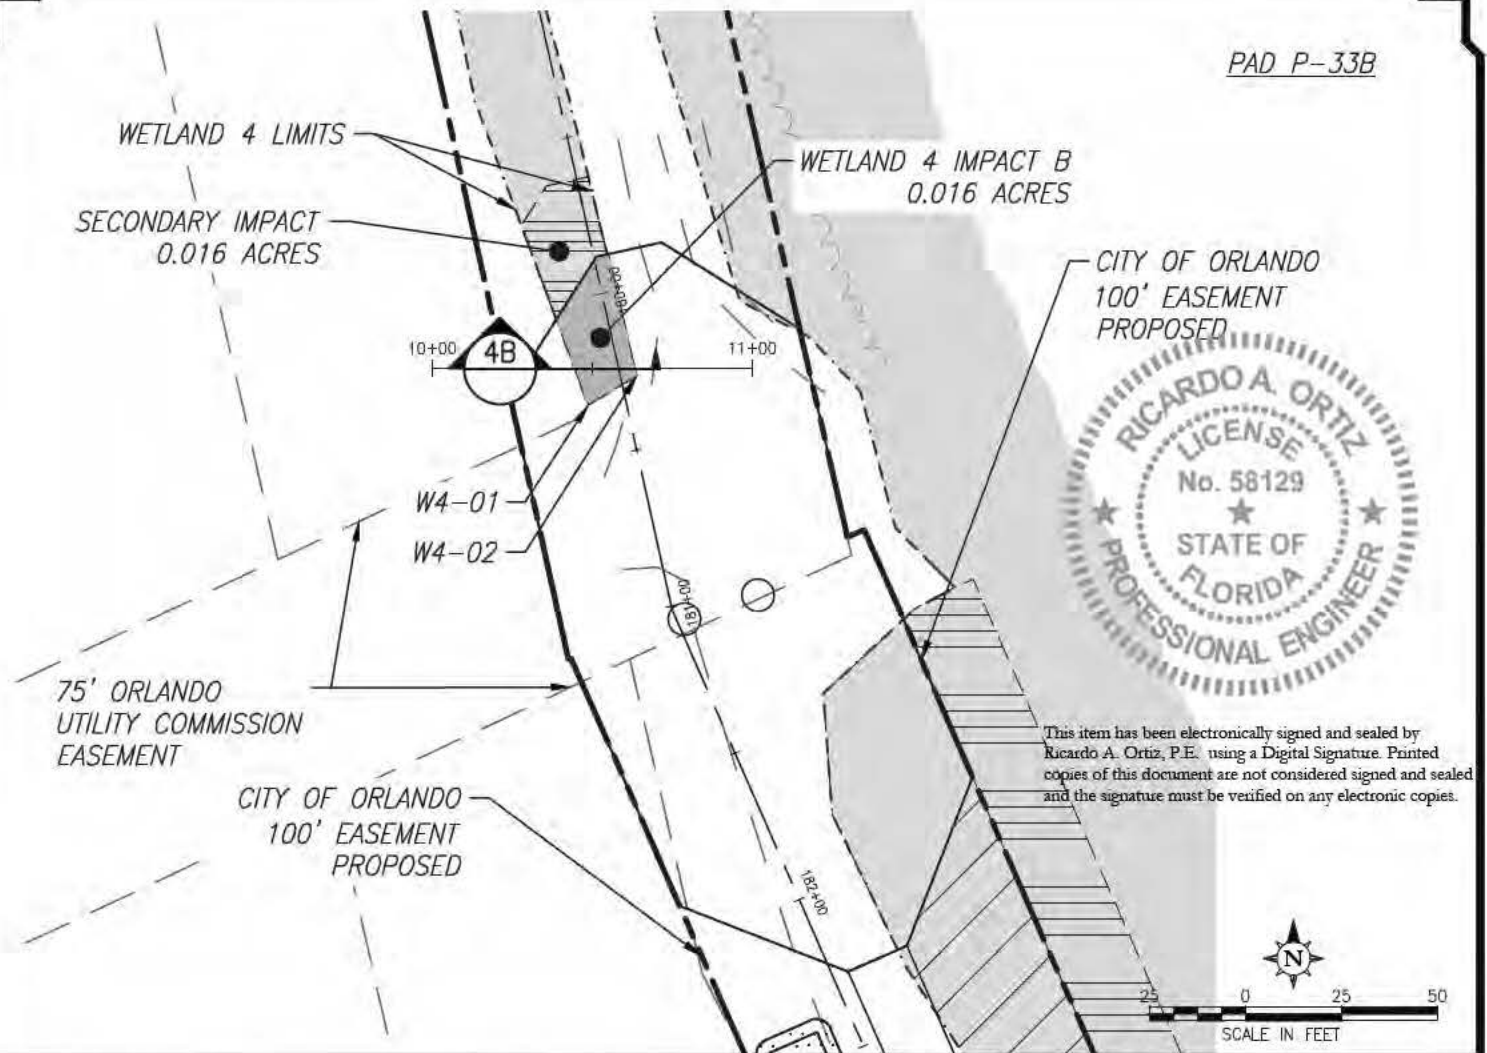 PAD P-33B
WETLAND 4 LIMITS
WETLAND 4 IMPACT B
0.016 ACRES
SECONDARY IMPACT
0.016 ACRES
CITY OF ORLANDO
100' EASEMENT
PROPOSED
180+00
10+00
4B
11+00
RICARDO A. ORTIZ
LICENSE
No. 58129
STATE OF
FLORIDA
PROFESSIONAL ENGINEER
W4-01
W4-02
181+00
75' ORLANDO
UTILITY COMMISSION
EASEMENT
This item has been electronically signed and sealed by
Ricardo A. Ortiz, P.E. using a Digital Signature. Printed
copies of this document are not considered signed and sealed
and the signature must be verified on any electronic copies.
CITY OF ORLANDO
100' EASEMENT
PROPOSED
182+00
N
25 0 25 50
SCALE IN FEET